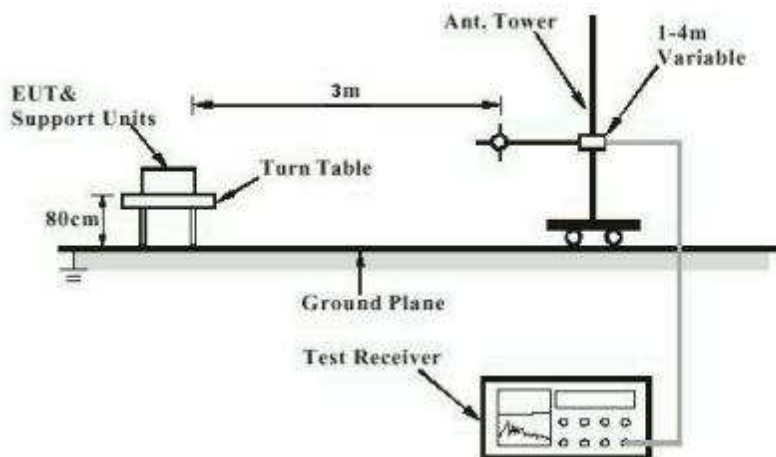 Ant. Tower
1-4m
Variable
3m
EUT&
Support Units
Turn Table
80cm
Ground Plane
Test Receiver